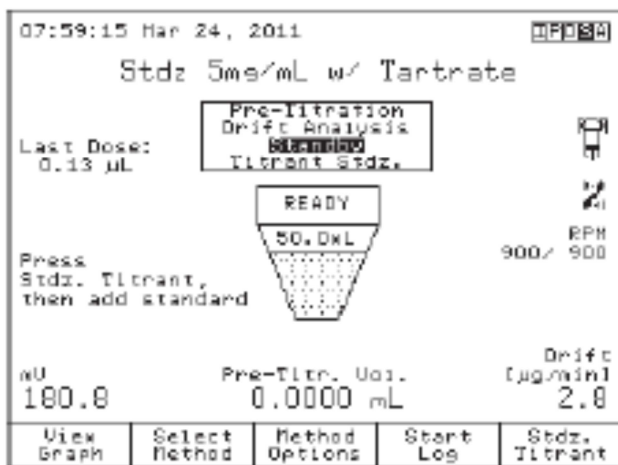 07:59:15 Mar 24, 2011
Stdz 5mg/mL w/ Tartrate
Pre-Titration
Drift Analysis
Standby
Titrant Stdz.
Last Dose:
0.13 µL
READY
50.0mL
RPM
900/ 900
Press
Stdz. Titrant,
then add standard
mV
180.8
Pre-Titr. Vol.
0.0000 mL
Drift
[µg/min]
2.8
View Graph
Select Method
Method Options
Start Log
Stdz. Titrant